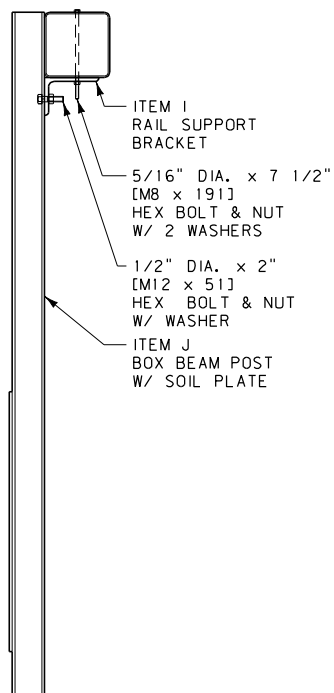 ITEM I
RAIL SUPPORT
BRACKET
5/16" DIA. x 7 1/2"
[M8 x 191]
HEX BOLT & NUT
W/ 2 WASHERS
1/2" DIA. x 2"
[M12 x 51]
HEX BOLT & NUT
W/ WASHER
ITEM J
BOX BEAM POST
W/ SOIL PLATE